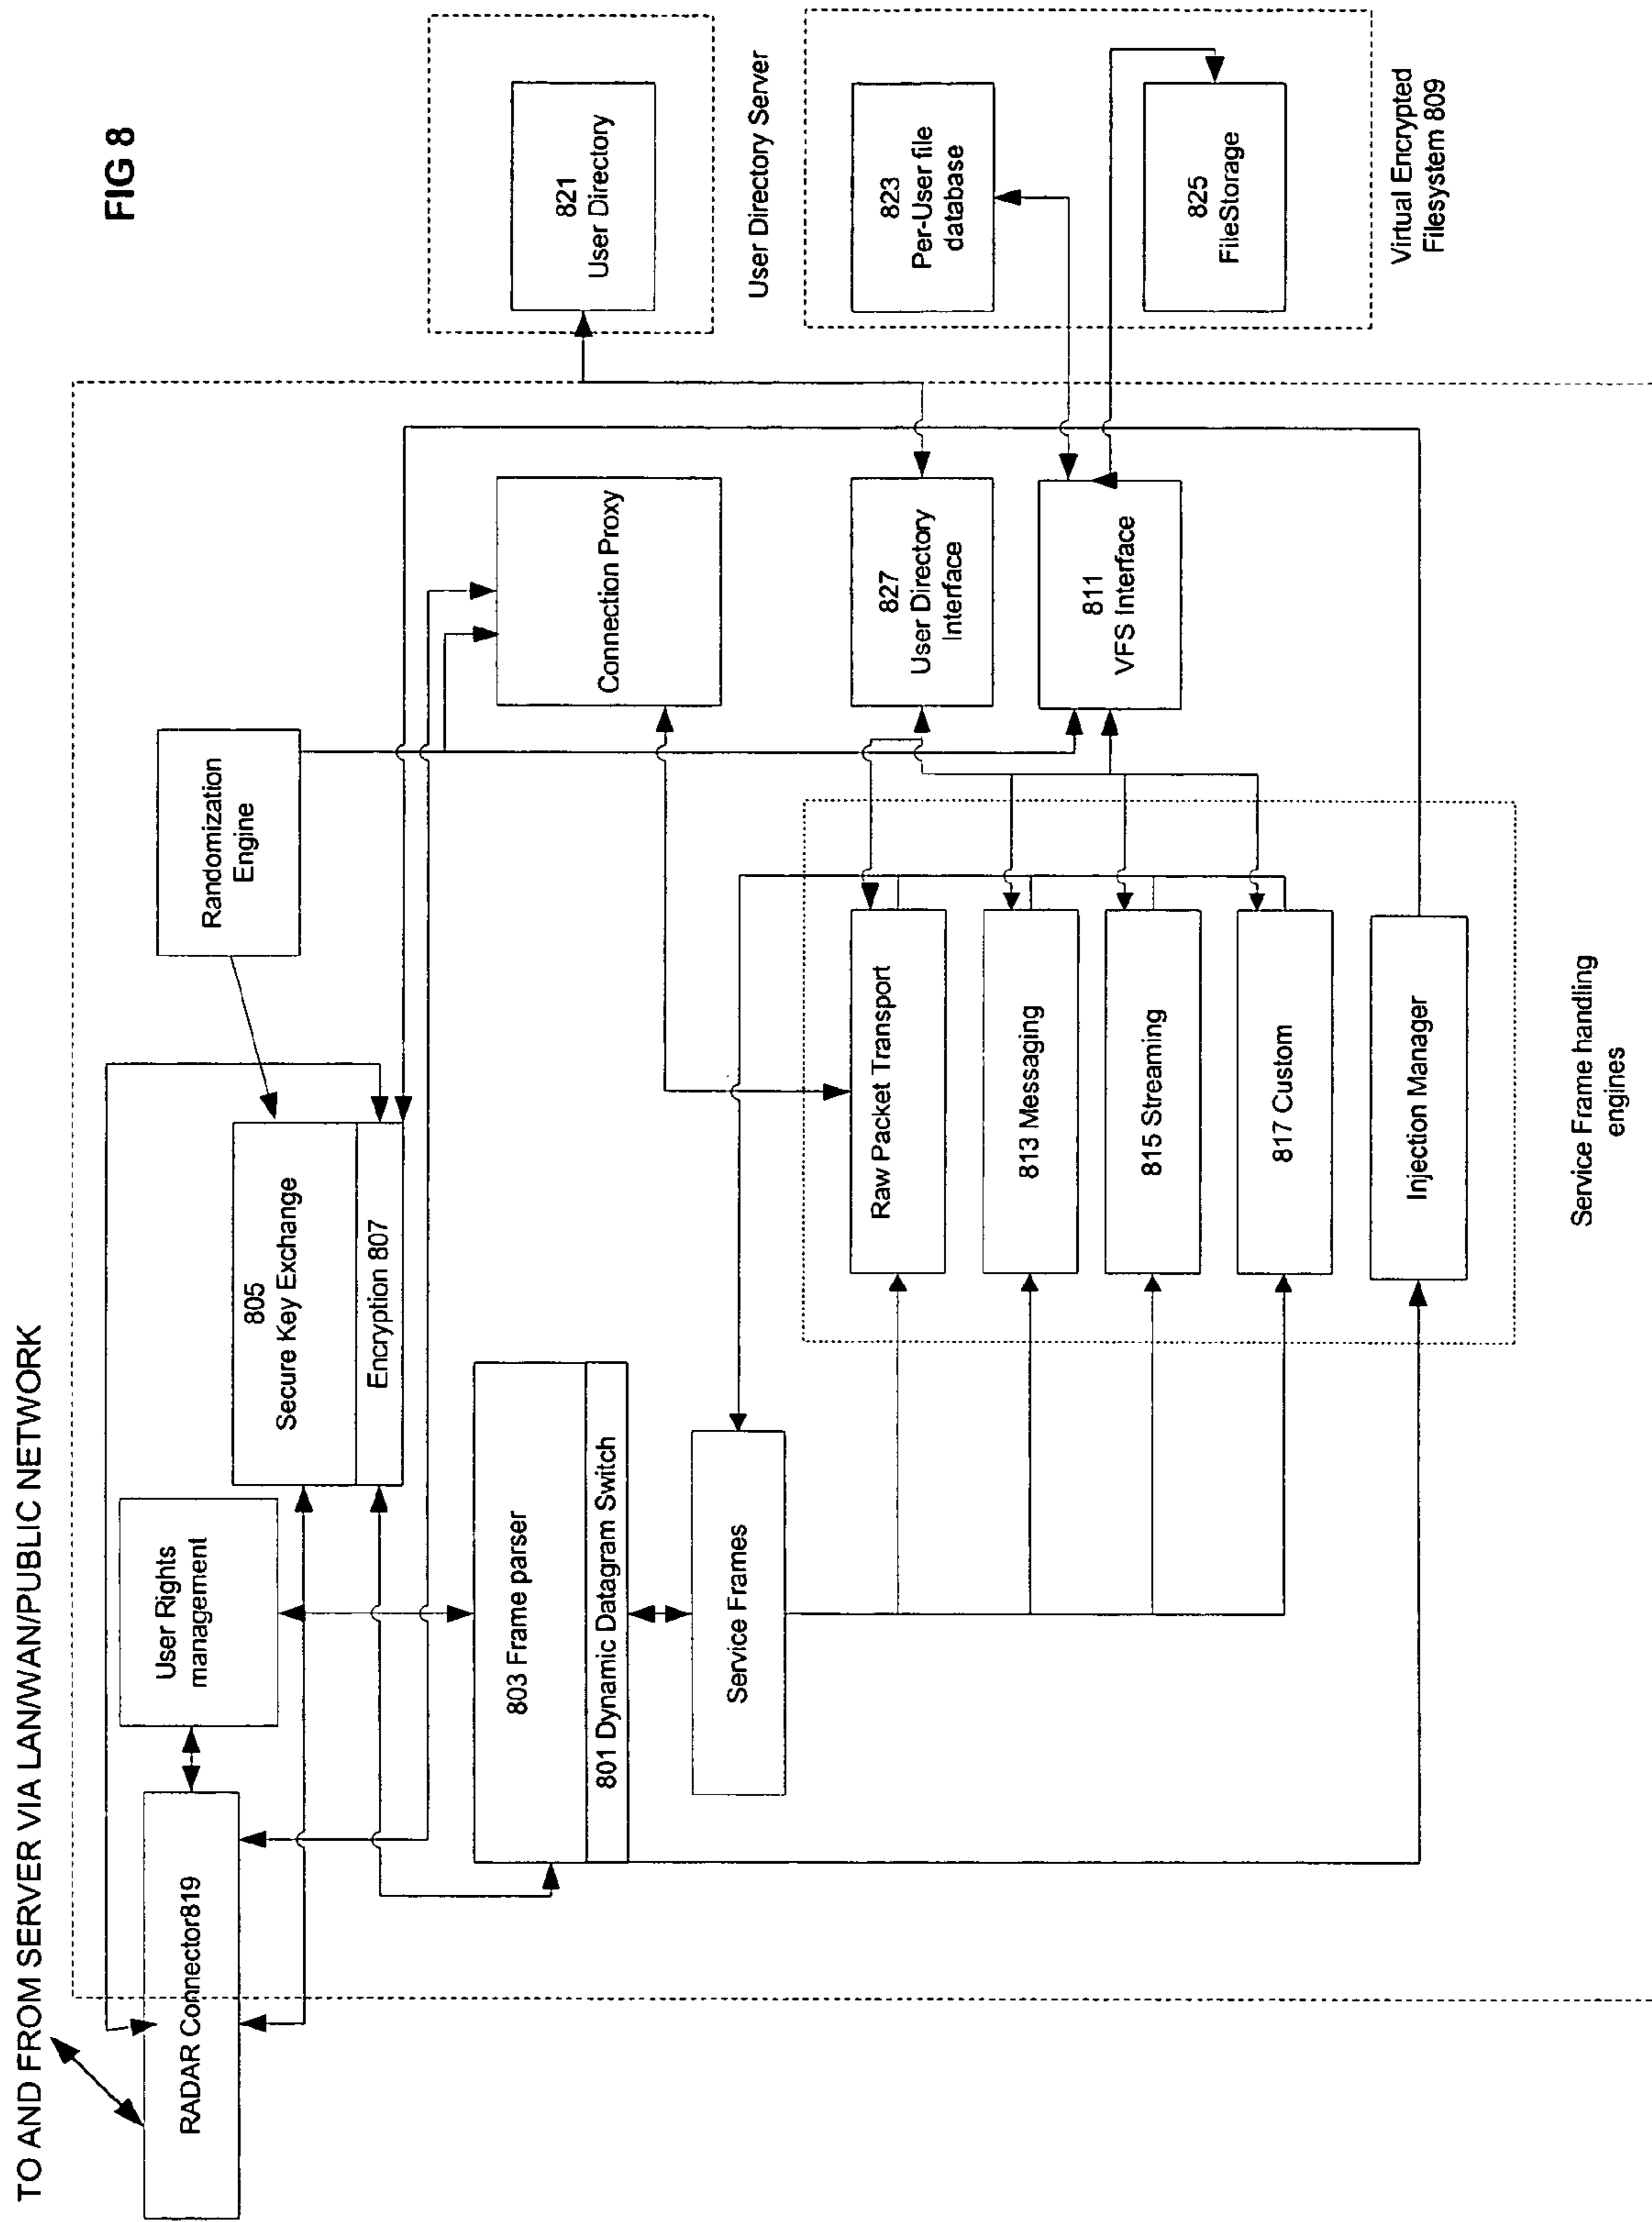 FIG 8
TO AND FROM SERVER VIA LAN/WAN/PUBLIC NETWORK
RADAR Connector819
User Rights
management
805
Secure Key Exchange
Encryption 807
Randomization
Engine
803 Frame parser
801 Dynamic Datagram Switch
Connection Proxy
821
User Directory
User Directory Server
Service Frames
Raw Packet Transport
813 Messaging
815 Streaming
817 Custom
Injection Manager
Service Frame handling
engines
827
User Directory
Interface
811
VFS Interface
823
Per-User file
database
825
FileStorage
Virtual Encrypted
Filesystem 809